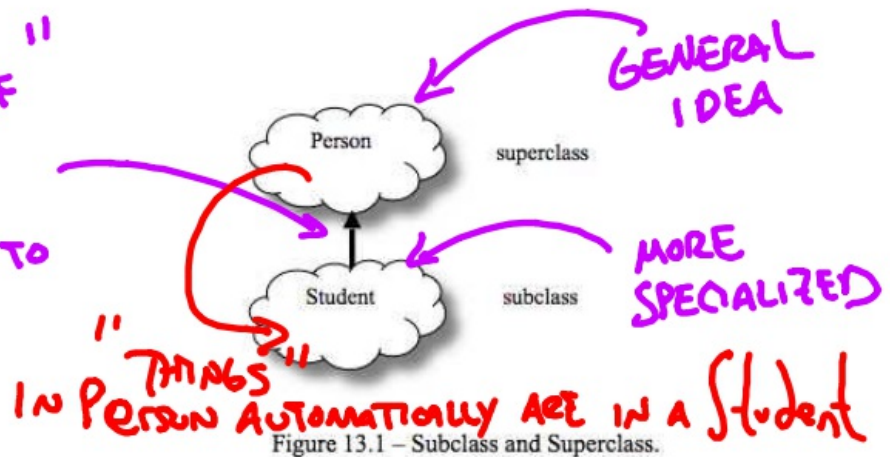 "
GENERAL
IDEA
Person
superclass
TO
MORE
SPECIALIZED
Student
subclass
"THINGS"
IN PERSON AUTOMATICALLY ARE IN A Student
Figure 13.1 – Subclass and Superclass.